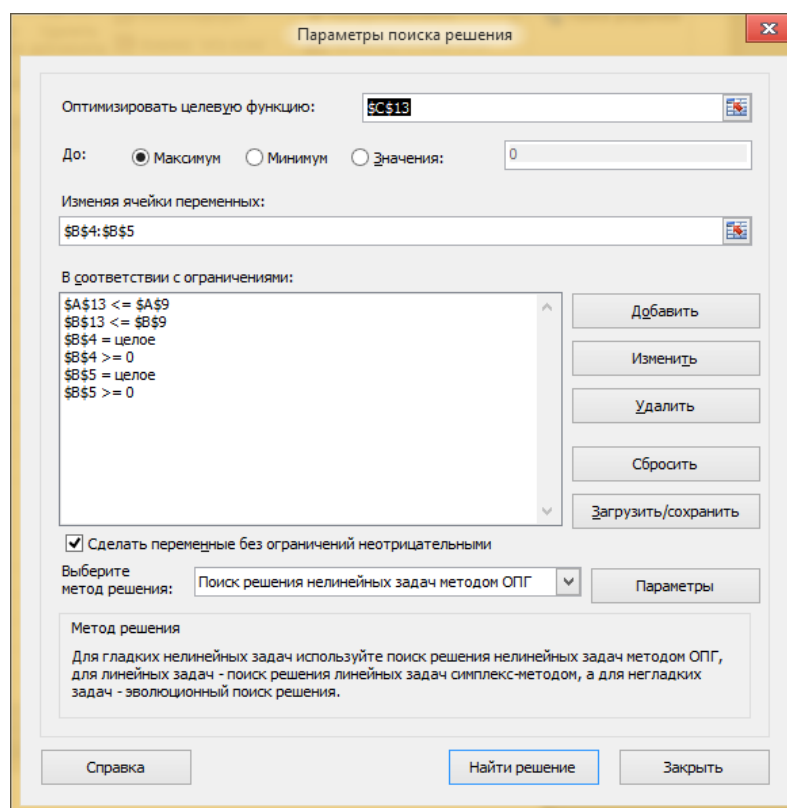 Параметры поиска решения
Оптимизировать целевую функцию: $C$13
До: Максимум Минимум Значения: 0
Изменяя ячейки переменных:
$B$4:$B$5
В соответствии с ограничениями:
$A$13 <= $A$9
$B$13 <= $B$9
$B$4 = целое
$B$4 >= 0
$B$5 = целое
$B$5 >= 0
Добавить
Изменить
Удалить
Сбросить
Загрузить/сохранить
Сделать переменные без ограничений неотрицательными
Выберите
метод решения:
Поиск решения нелинейных задач методом ОПГ
Параметры
Метод решения
Для гладких нелинейных задач используйте поиск решения нелинейных задач методом ОПГ,
для линейных задач - поиск решения линейных задач симплекс-методом, а для негладких
задач - эволюционный поиск решения.
Справка Найти решение Закрыть